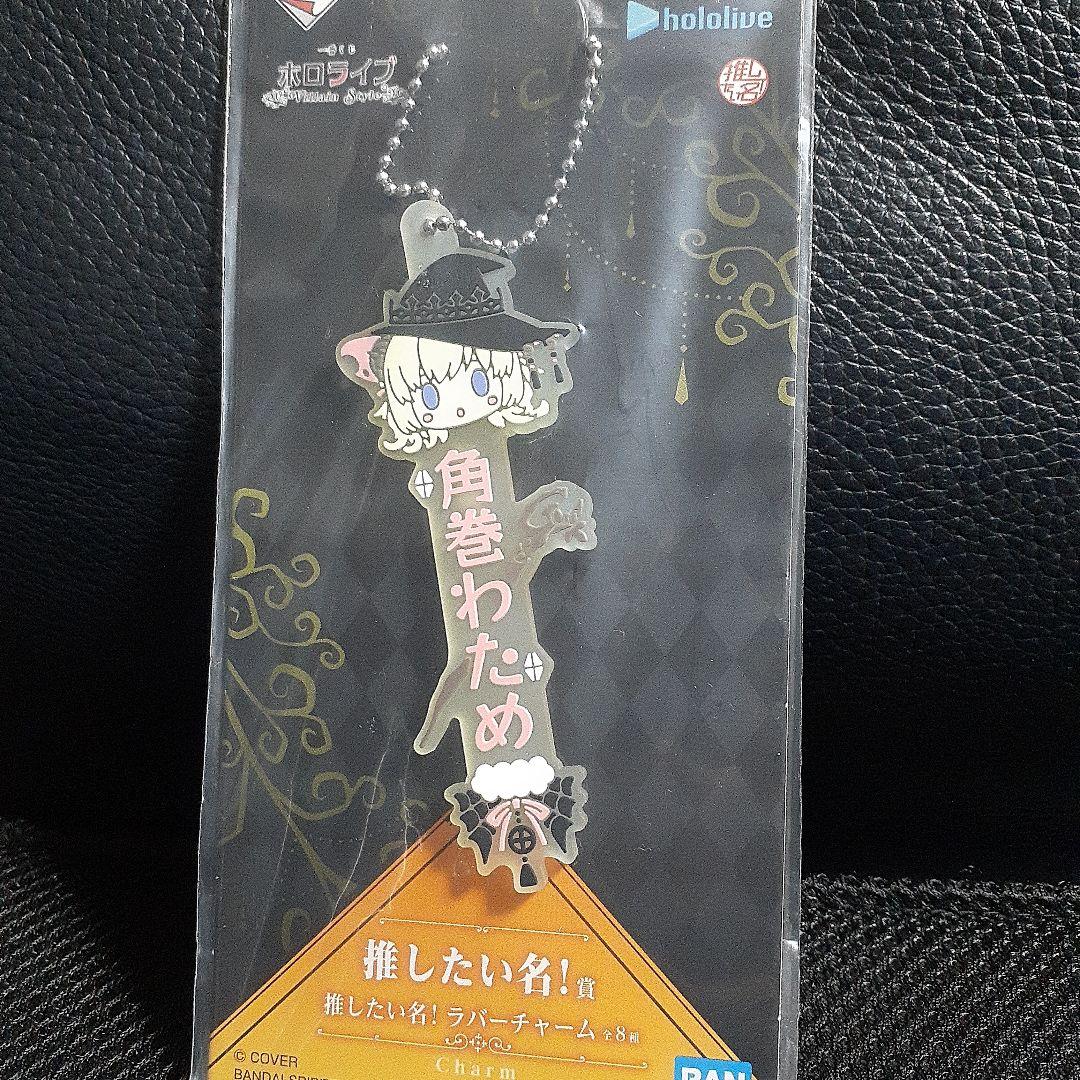 hololive
一番くじ
ホロライブ
Villain Style
推し
たい名!
角巻わため
推したい名!賞
推したい名! ラバーチャーム 全8種
Charm
© COVER
BAN